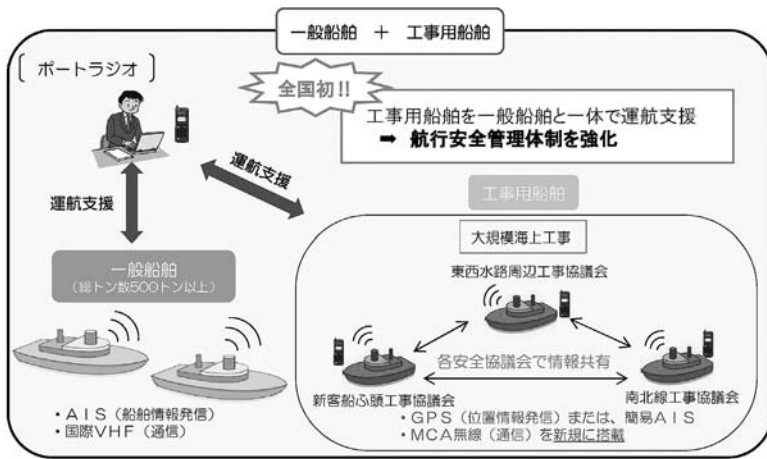 一般船舶 ＋ 工事用船舶
［ ポートラジオ ］
全国初!!
工事用船舶を一般船舶と一体で運航支援
➡ 航行安全管理体制を強化
運航支援
運航支援
工事用船舶
一般船舶
（総トン数500トン以上）
大規模海上工事
東西水路周辺工事協議会
各安全協議会で情報共有
新客船ふ頭工事協議会
南北線工事協議会
・ＡＩＳ（船舶情報発信）
・国際ＶＨＦ（通信）
・ＧＰＳ（位置情報発信）または、簡易ＡＩＳ
・ＭＣＡ無線（通信）を新規に搭載